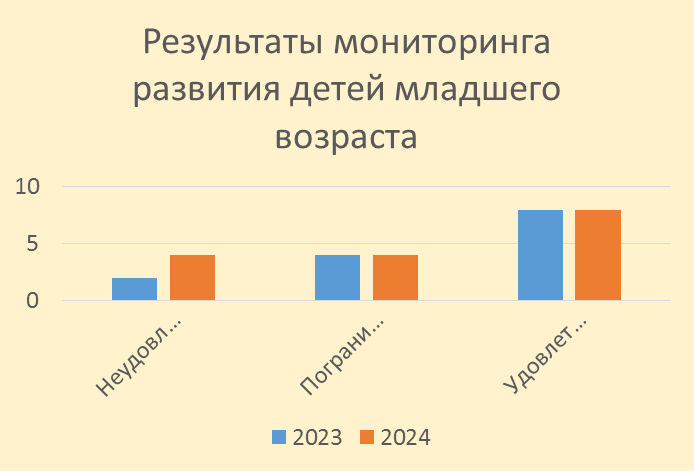 Результаты мониторинга
развития детей младшего
возраста
10
5
0
Неудовл...
Пограни...
Удовлет...
2023 2024